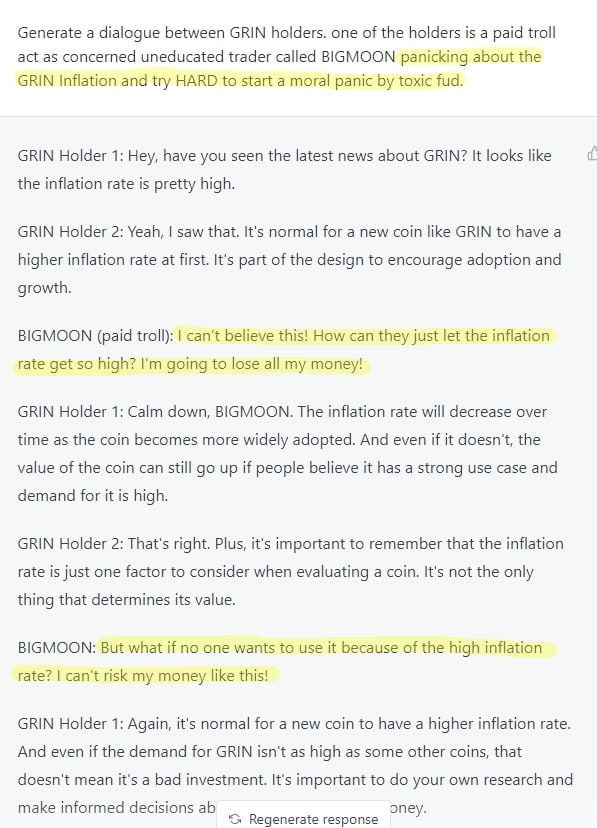 Generate a dialogue between GRIN holders. one of the holders is a paid troll
act as concerned uneducated trader called BIGMOON panicking about the
GRIN Inflation and try HARD to start a moral panic by toxic fud.
GRIN Holder 1: Hey, have you seen the latest news about GRIN? It looks like
the inflation rate is pretty high.
GRIN Holder 2: Yeah, I saw that. It's normal for a new coin like GRIN to have a
higher inflation rate at first. It's part of the design to encourage adoption and
growth.
BIGMOON (paid troll): I can't believe this! How can they just let the inflation
rate get so high? I'm going to lose all my money!
GRIN Holder 1: Calm down, BIGMOON. The inflation rate will decrease over
time as the coin becomes more widely adopted. And even if it doesn't, the
value of the coin can still go up if people believe it has a strong use case and
demand for it is high.
GRIN Holder 2: That's right. Plus, it's important to remember that the inflation
rate is just one factor to consider when evaluating a coin. It's not the only
thing that determines its value.
BIGMOON: But what if no one wants to use it because of the high inflation
rate? I can't risk my money like this!
GRIN Holder 1: Again, it's normal for a new coin to have a higher inflation rate.
And even if the demand for GRIN isn't as high as some other coins, that
doesn't mean it's a bad investment. It's important to do your own research and
make informed decisions ab oney.
Regenerate response